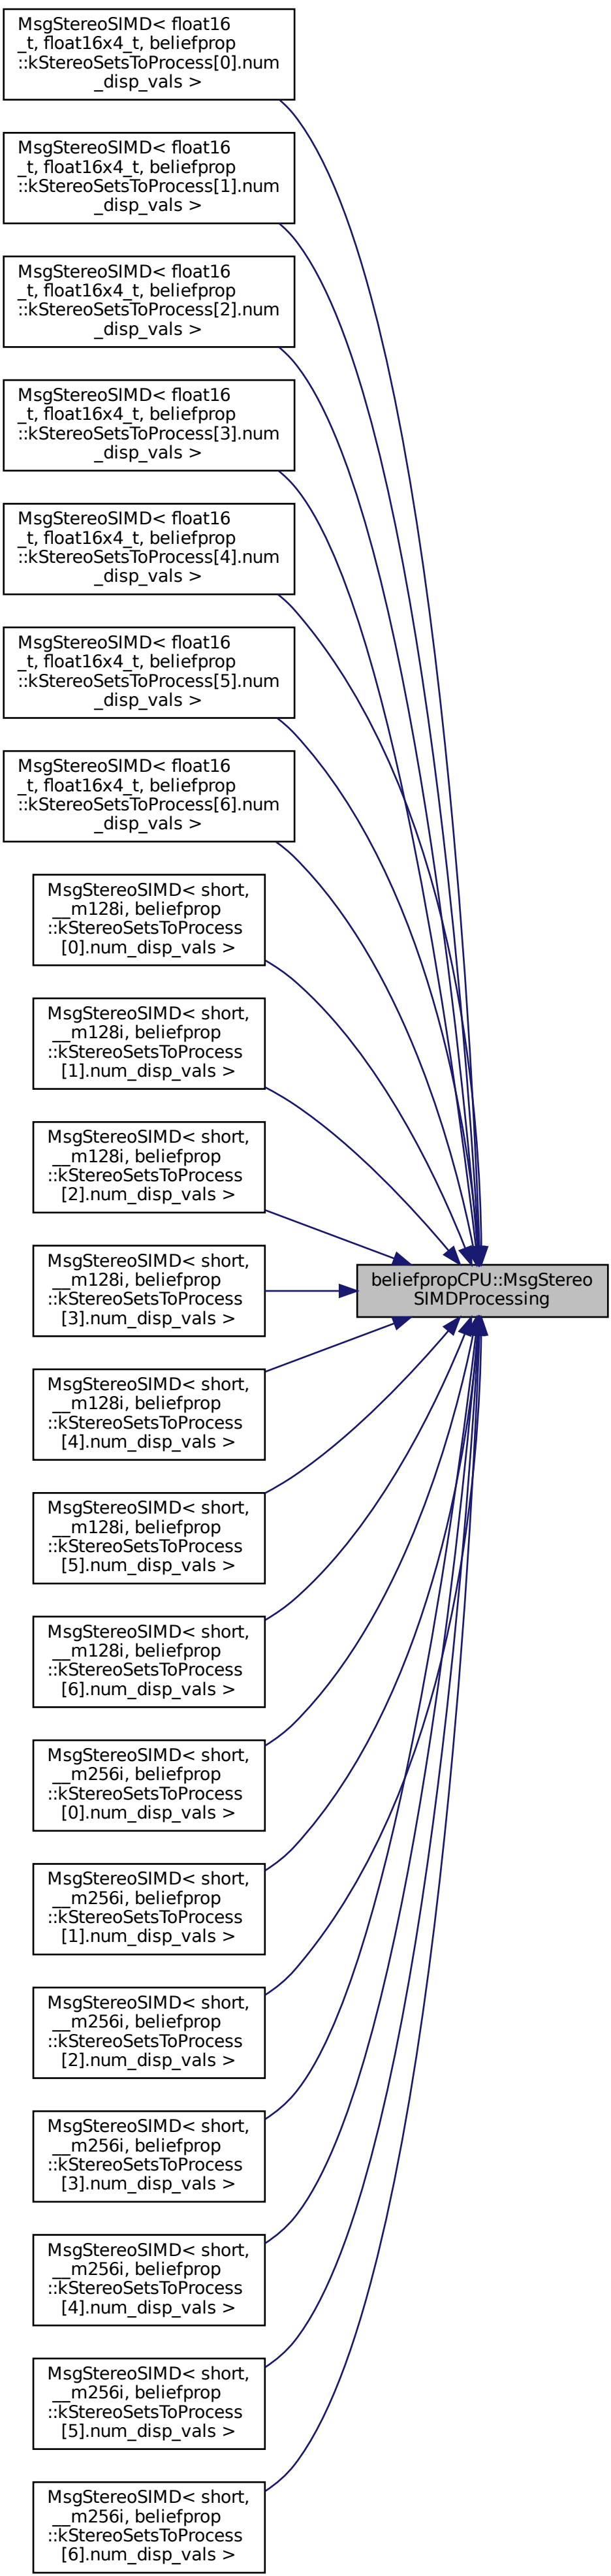 MsgStereoSIMD< float16
_t, float16x4_t, beliefprop
::kStereoSetsToProcess[0].num
_disp_vals >
MsgStereoSIMD< float16
_t, float16x4_t, beliefprop
::kStereoSetsToProcess[1].num
_disp_vals >
MsgStereoSIMD< float16
_t, float16x4_t, beliefprop
::kStereoSetsToProcess[2].num
_disp_vals >
MsgStereoSIMD< float16
_t, float16x4_t, beliefprop
::kStereoSetsToProcess[3].num
_disp_vals >
MsgStereoSIMD< float16
_t, float16x4_t, beliefprop
::kStereoSetsToProcess[4].num
_disp_vals >
MsgStereoSIMD< float16
_t, float16x4_t, beliefprop
::kStereoSetsToProcess[5].num
_disp_vals >
MsgStereoSIMD< float16
_t, float16x4_t, beliefprop
::kStereoSetsToProcess[6].num
_disp_vals >
MsgStereoSIMD< short,
__m128i, beliefprop
::kStereoSetsToProcess
[0].num_disp_vals >
MsgStereoSIMD< short,
__m128i, beliefprop
::kStereoSetsToProcess
[1].num_disp_vals >
MsgStereoSIMD< short,
__m128i, beliefprop
::kStereoSetsToProcess
[2].num_disp_vals >
MsgStereoSIMD< short,
__m128i, beliefprop
::kStereoSetsToProcess
[3].num_disp_vals >
beliefpropCPU::MsgStereo
SIMDProcessing
MsgStereoSIMD< short,
__m128i, beliefprop
::kStereoSetsToProcess
[4].num_disp_vals >
MsgStereoSIMD< short,
__m128i, beliefprop
::kStereoSetsToProcess
[5].num_disp_vals >
MsgStereoSIMD< short,
__m128i, beliefprop
::kStereoSetsToProcess
[6].num_disp_vals >
MsgStereoSIMD< short,
__m256i, beliefprop
::kStereoSetsToProcess
[0].num_disp_vals >
MsgStereoSIMD< short,
__m256i, beliefprop
::kStereoSetsToProcess
[1].num_disp_vals >
MsgStereoSIMD< short,
__m256i, beliefprop
::kStereoSetsToProcess
[2].num_disp_vals >
MsgStereoSIMD< short,
__m256i, beliefprop
::kStereoSetsToProcess
[3].num_disp_vals >
MsgStereoSIMD< short,
__m256i, beliefprop
::kStereoSetsToProcess
[4].num_disp_vals >
MsgStereoSIMD< short,
__m256i, beliefprop
::kStereoSetsToProcess
[5].num_disp_vals >
MsgStereoSIMD< short,
__m256i, beliefprop
::kStereoSetsToProcess
[6].num_disp_vals >